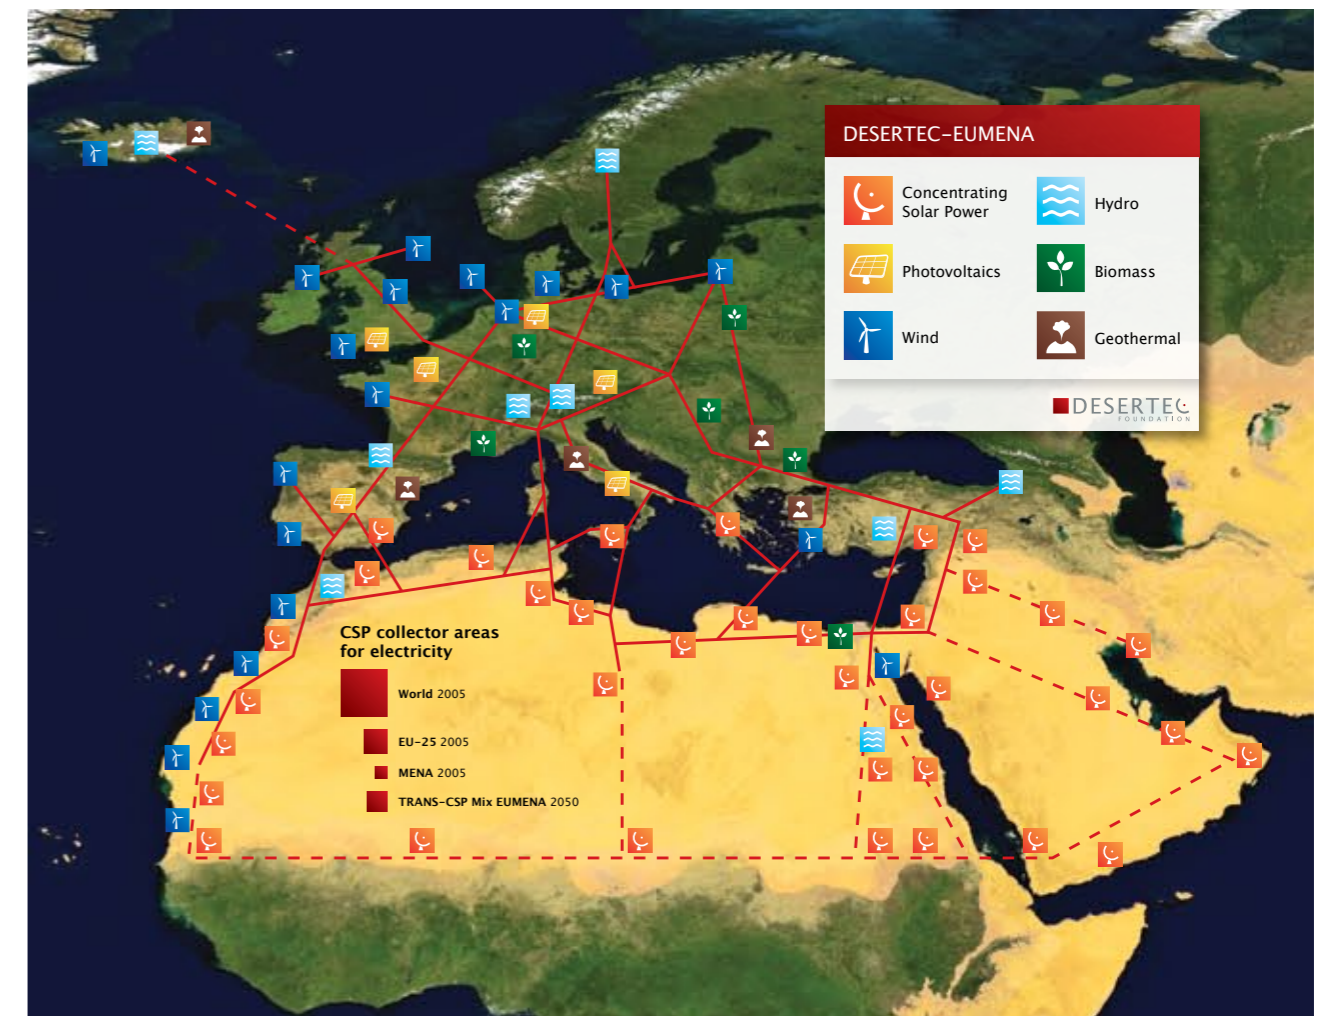 DESERTEC–EUMENA
Concentrating
Solar Power
Hydro
Photovoltaics
Biomass
Wind
Geothermal
DESERTEC
FOUNDATION
CSP collector areas
for electricity
World 2005
EU–25 2005
MENA 2005
TRANS–CSP Mix EUMENA 2050